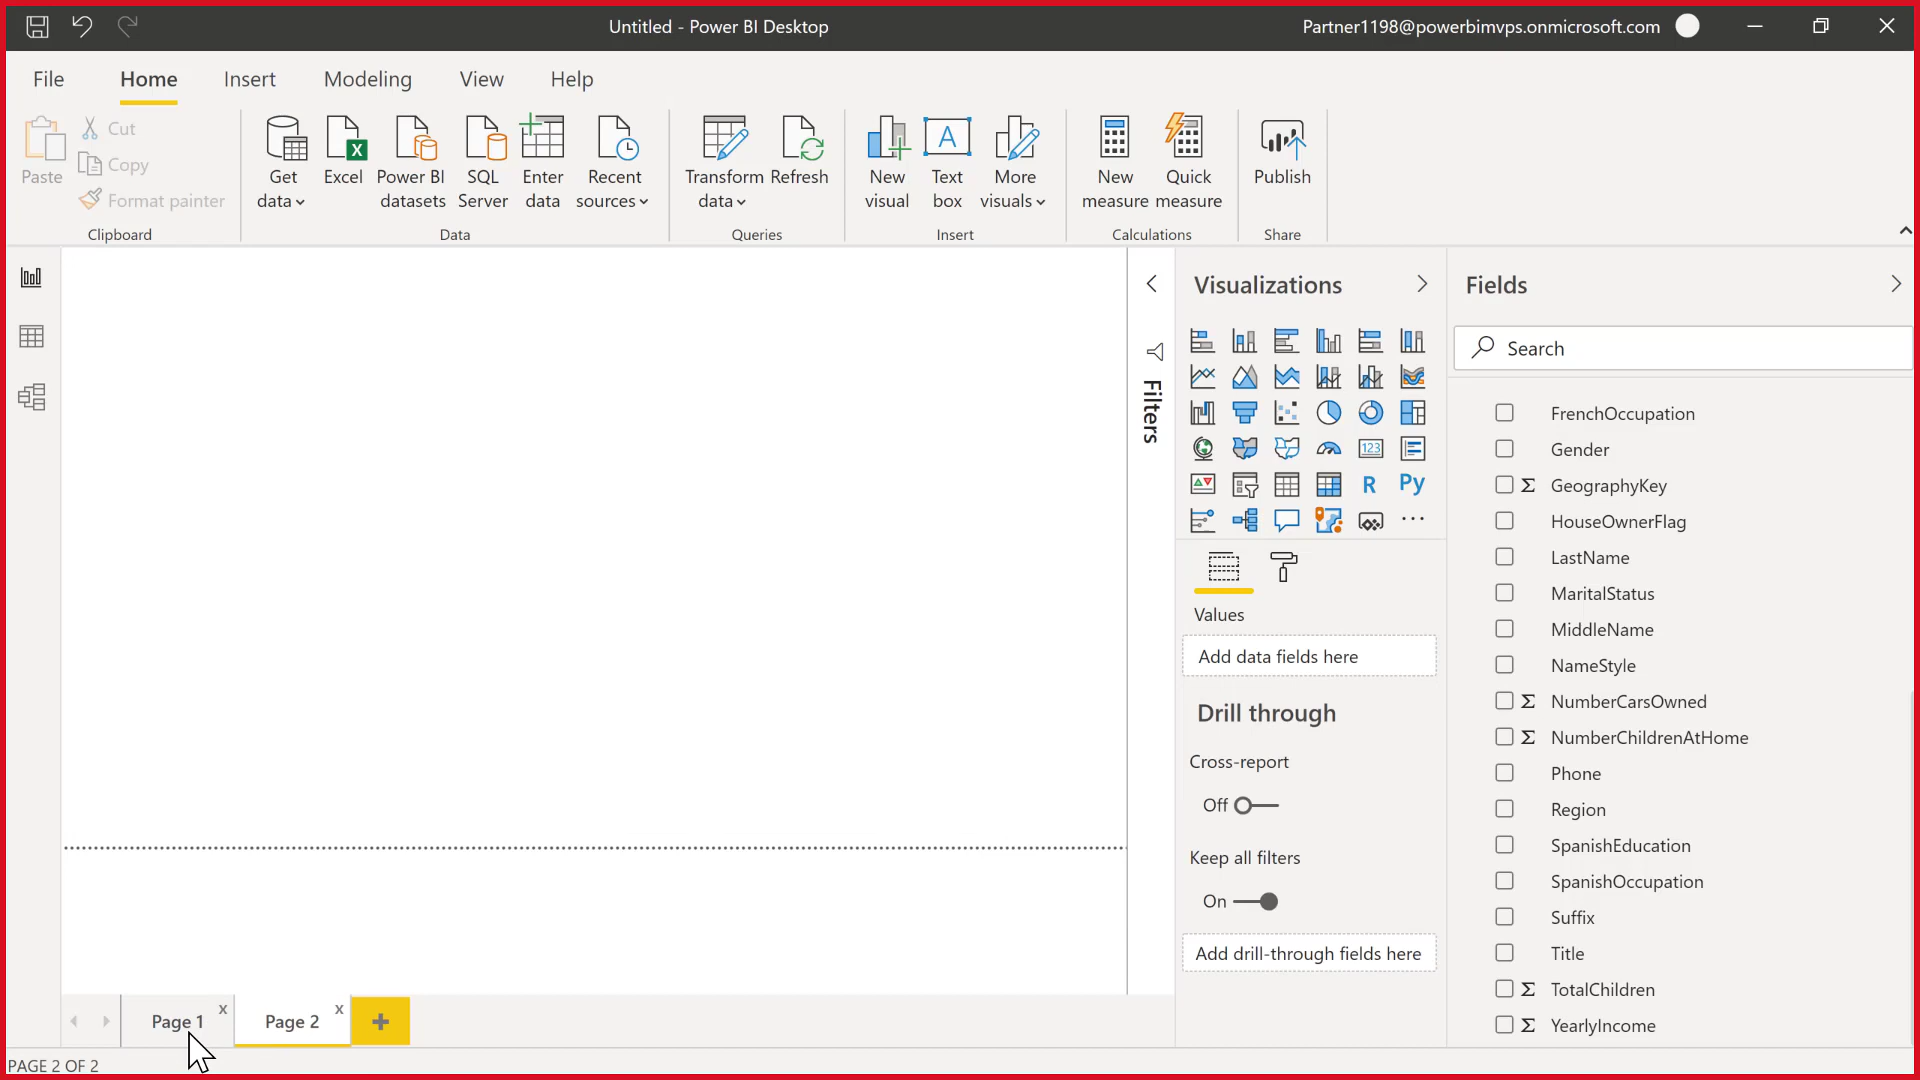 Untitled - Power BI Desktop
Partner1198@powerbimvps.onmicrosoft.com
File Home Insert Modeling View Help
Paste
Cut
Copy
Format painter
Clipboard
Get data
Excel
Power BI datasets
SQL Server
Enter data
Recent sources
Data
Transform data
Refresh
Queries
New visual
Text box
More visuals
Insert
New measure
Quick measure
Calculations
Publish
Share
Filters
Visualizations
123
R
Py
Values
Add data fields here
Drill through
Cross-report
Off
Keep all filters
On
Add drill-through fields here
Fields
Search
FrenchOccupation
Gender
Σ GeographyKey
HouseOwnerFlag
LastName
MaritalStatus
MiddleName
NameStyle
Σ NumberCarsOwned
Σ NumberChildrenAtHome
Phone
Region
SpanishEducation
SpanishOccupation
Suffix
Title
Σ TotalChildren
Σ YearlyIncome
Page 1 x
Page 2 x
+
PAGE 2 OF 2